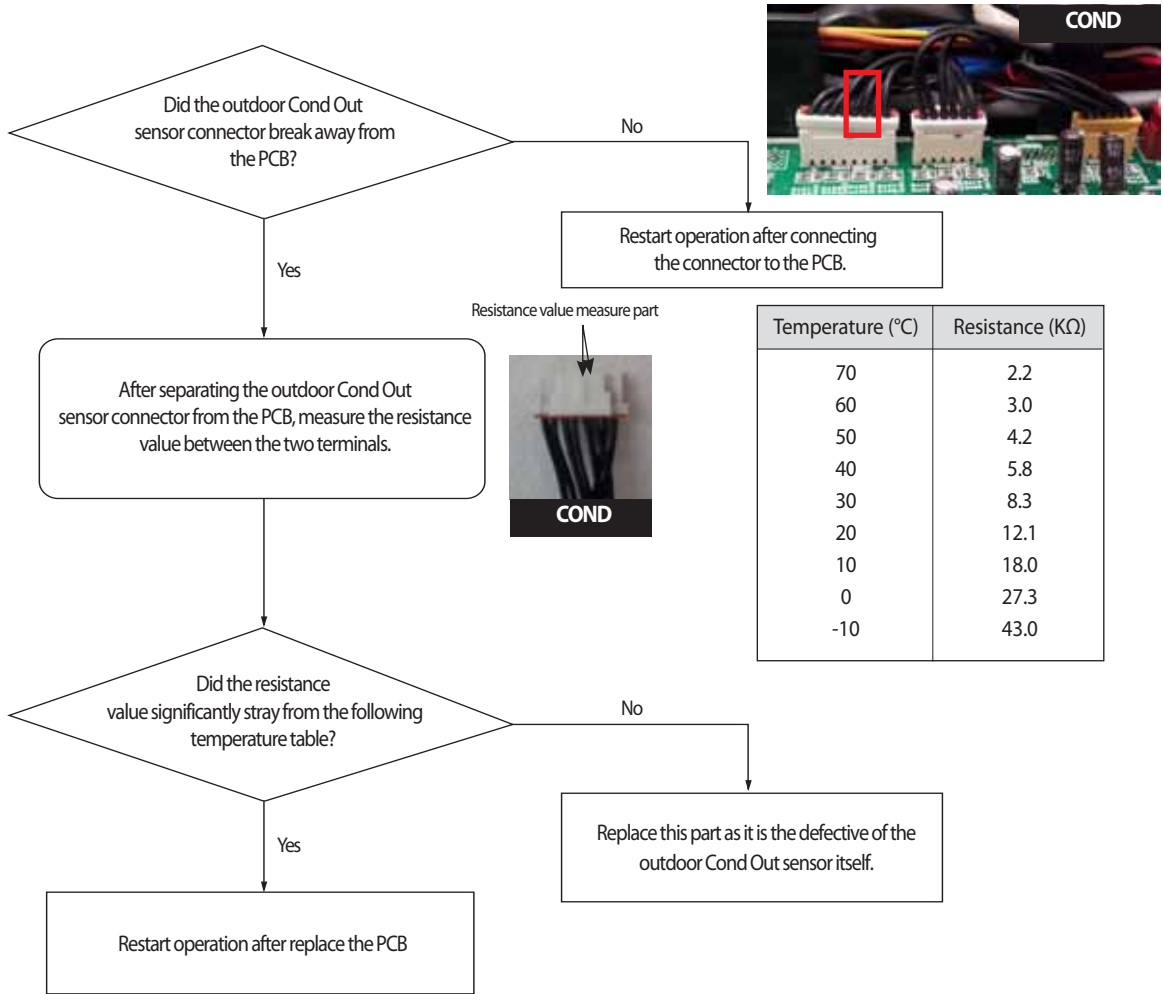 COND
Did the outdoor Cond Out
sensor connector break away from
the PCB?
No
Restart operation after connecting
the connector to the PCB.
Yes
Resistance value measure part
COND
After separating the outdoor Cond Out
sensor connector from the PCB, measure the resistance
value between the two terminals.
Temperature (°C) Resistance (KΩ)
70 2.2
60 3.0
50 4.2
40 5.8
30 8.3
20 12.1
10 18.0
0 27.3
-10 43.0
Did the resistance
value significantly stray from the following
temperature table?
No
Replace this part as it is the defective of the
outdoor Cond Out sensor itself.
Yes
Restart operation after replace the PCB